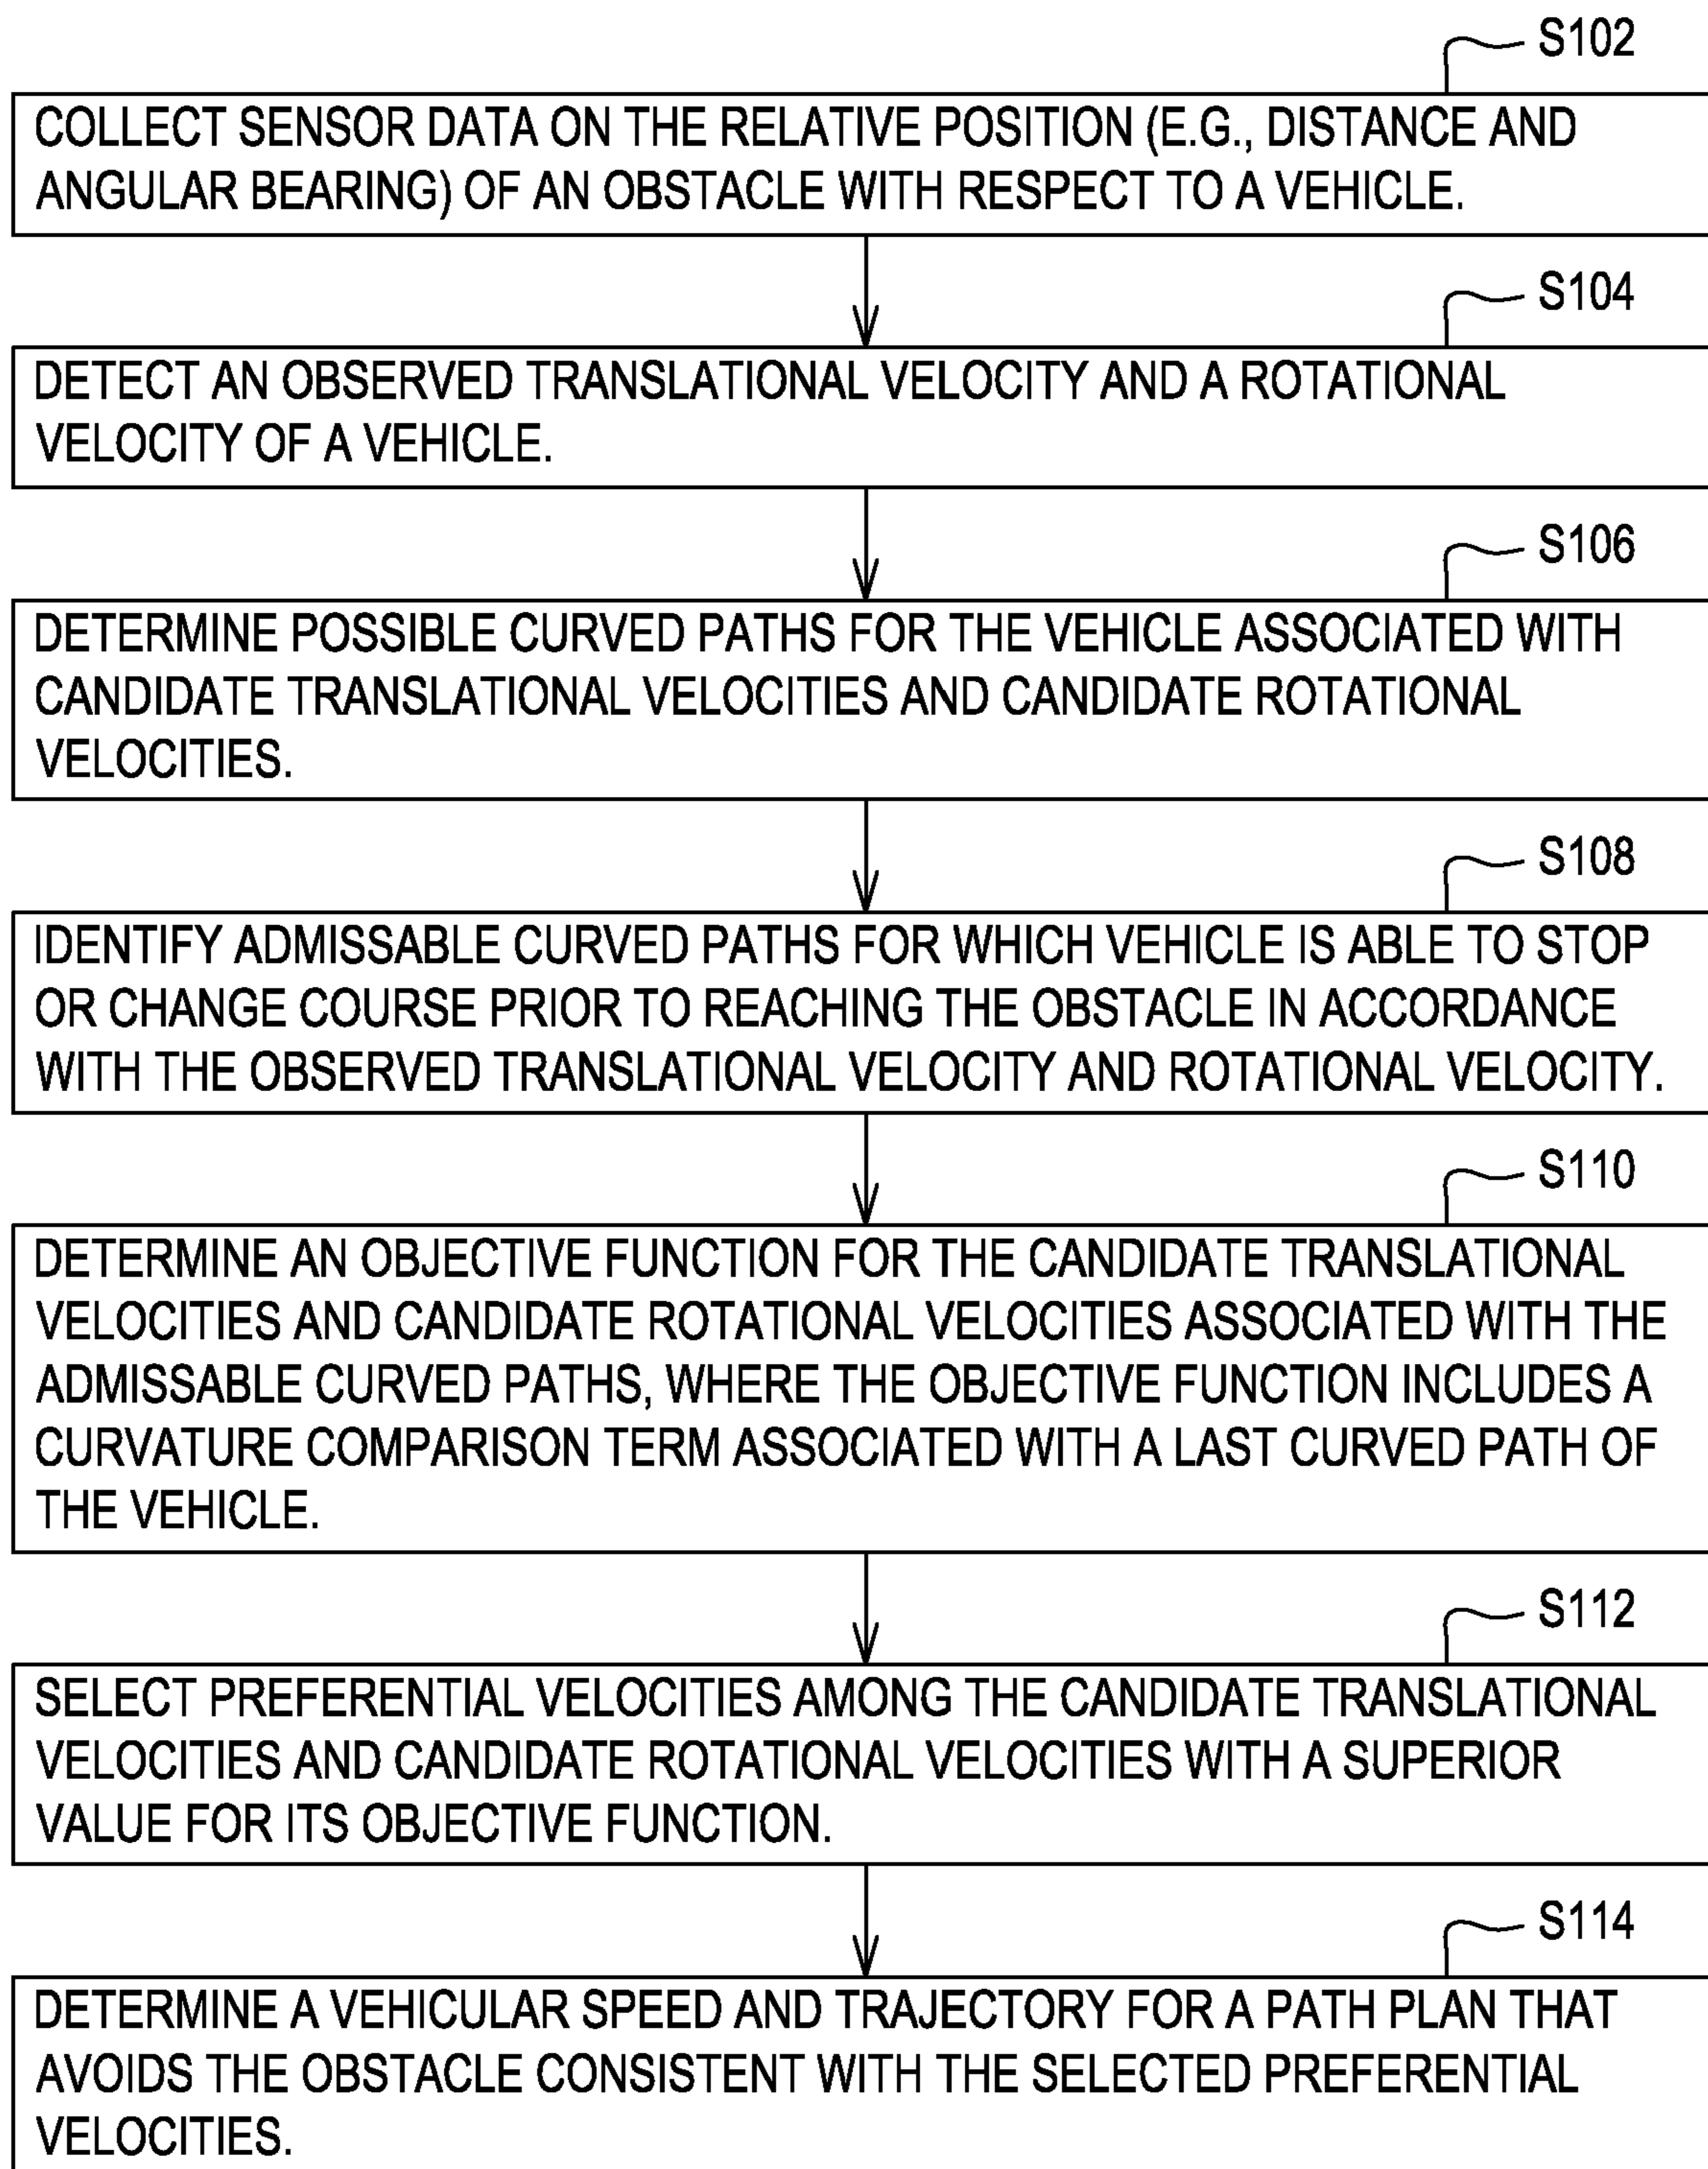 S102
COLLECT SENSOR DATA ON THE RELATIVE POSITION (E.G., DISTANCE AND
ANGULAR BEARING) OF AN OBSTACLE WITH RESPECT TO A VEHICLE.
S104
DETECT AN OBSERVED TRANSLATIONAL VELOCITY AND A ROTATIONAL
VELOCITY OF A VEHICLE.
S106
DETERMINE POSSIBLE CURVED PATHS FOR THE VEHICLE ASSOCIATED WITH
CANDIDATE TRANSLATIONAL VELOCITIES AND CANDIDATE ROTATIONAL
VELOCITIES.
S108
IDENTIFY ADMISSABLE CURVED PATHS FOR WHICH VEHICLE IS ABLE TO STOP
OR CHANGE COURSE PRIOR TO REACHING THE OBSTACLE IN ACCORDANCE
WITH THE OBSERVED TRANSLATIONAL VELOCITY AND ROTATIONAL VELOCITY.
S110
DETERMINE AN OBJECTIVE FUNCTION FOR THE CANDIDATE TRANSLATIONAL
VELOCITIES AND CANDIDATE ROTATIONAL VELOCITIES ASSOCIATED WITH THE
ADMISSABLE CURVED PATHS, WHERE THE OBJECTIVE FUNCTION INCLUDES A
CURVATURE COMPARISON TERM ASSOCIATED WITH A LAST CURVED PATH OF
THE VEHICLE.
S112
SELECT PREFERENTIAL VELOCITIES AMONG THE CANDIDATE TRANSLATIONAL
VELOCITIES AND CANDIDATE ROTATIONAL VELOCITIES WITH A SUPERIOR
VALUE FOR ITS OBJECTIVE FUNCTION.
S114
DETERMINE A VEHICULAR SPEED AND TRAJECTORY FOR A PATH PLAN THAT
AVOIDS THE OBSTACLE CONSISTENT WITH THE SELECTED PREFERENTIAL
VELOCITIES.